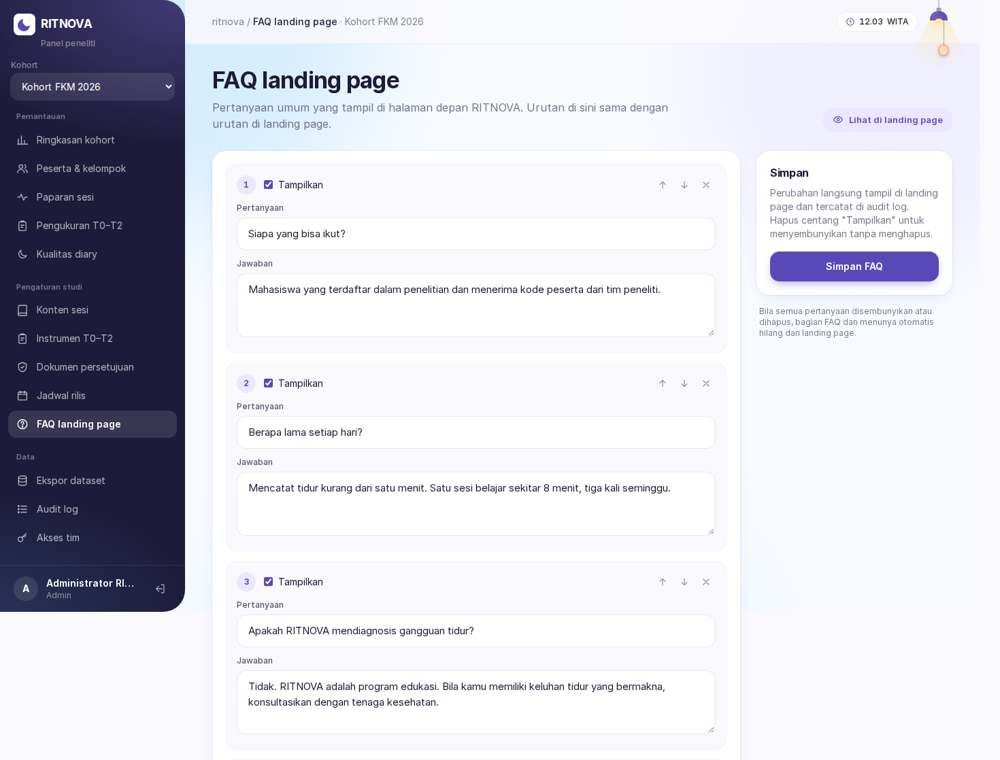 RITNOVA
Panel peneliti
Kohort
Kohort FKM 2026
Pemantauan
Ringkasan kohort
Peserta & kelompok
Paparan sesi
Pengukuran T0–T2
Kualitas diary
Pengaturan studi
Konten sesi
Instrumen T0–T2
Dokumen persetujuan
Jadwal rilis
FAQ landing page
Data
Ekspor dataset
Audit log
Akses tim
A
Administrator RI...
Admin
ritnova / FAQ landing page · Kohort FKM 2026
12.03 WITA
FAQ landing page
Pertanyaan umum yang tampil di halaman depan RITNOVA. Urutan di sini sama dengan
urutan di landing page.
Lihat di landing page
1 Tampilkan
Pertanyaan
Siapa yang bisa ikut?
Jawaban
Mahasiswa yang terdaftar dalam penelitian dan menerima kode peserta dari tim peneliti.
2 Tampilkan
Pertanyaan
Berapa lama setiap hari?
Jawaban
Mencatat tidur kurang dari satu menit. Satu sesi belajar sekitar 8 menit, tiga kali seminggu.
3 Tampilkan
Pertanyaan
Apakah RITNOVA mendiagnosis gangguan tidur?
Jawaban
Tidak. RITNOVA adalah program edukasi. Bila kamu memiliki keluhan tidur yang bermakna,
konsultasikan dengan tenaga kesehatan.
Simpan
Perubahan langsung tampil di landing
page dan tercatat di audit log.
Hapus centang "Tampilkan" untuk
menyembunyikan tanpa menghapus.
Simpan FAQ
Bila semua pertanyaan disembunyikan atau
dihapus, bagian FAQ dan menunya otomatis
hilang dari landing page.